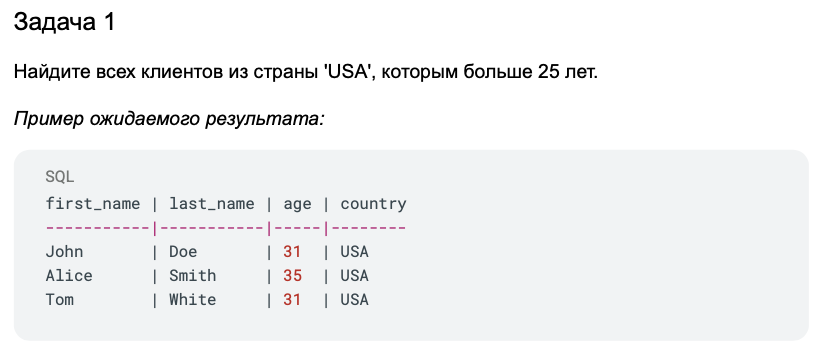 Задача 1
Найдите всех клиентов из страны 'USA', которым больше 25 лет.
Пример ожидаемого результата:
SQL
first_name | last_name | age | country
-----------|-----------|-----|--------
John       | Doe       | 31  | USA
Alice      | Smith     | 35  | USA
Tom        | White     | 31  | USA